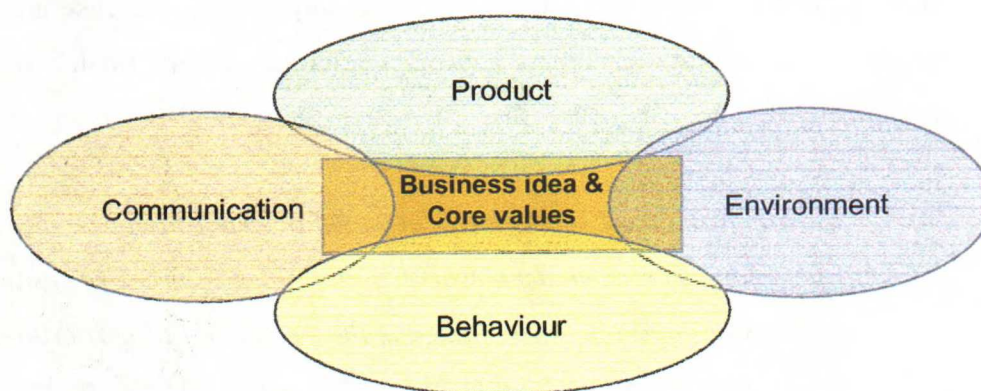 Product
Communication
Business idea &
Core values
Environment
Behaviour